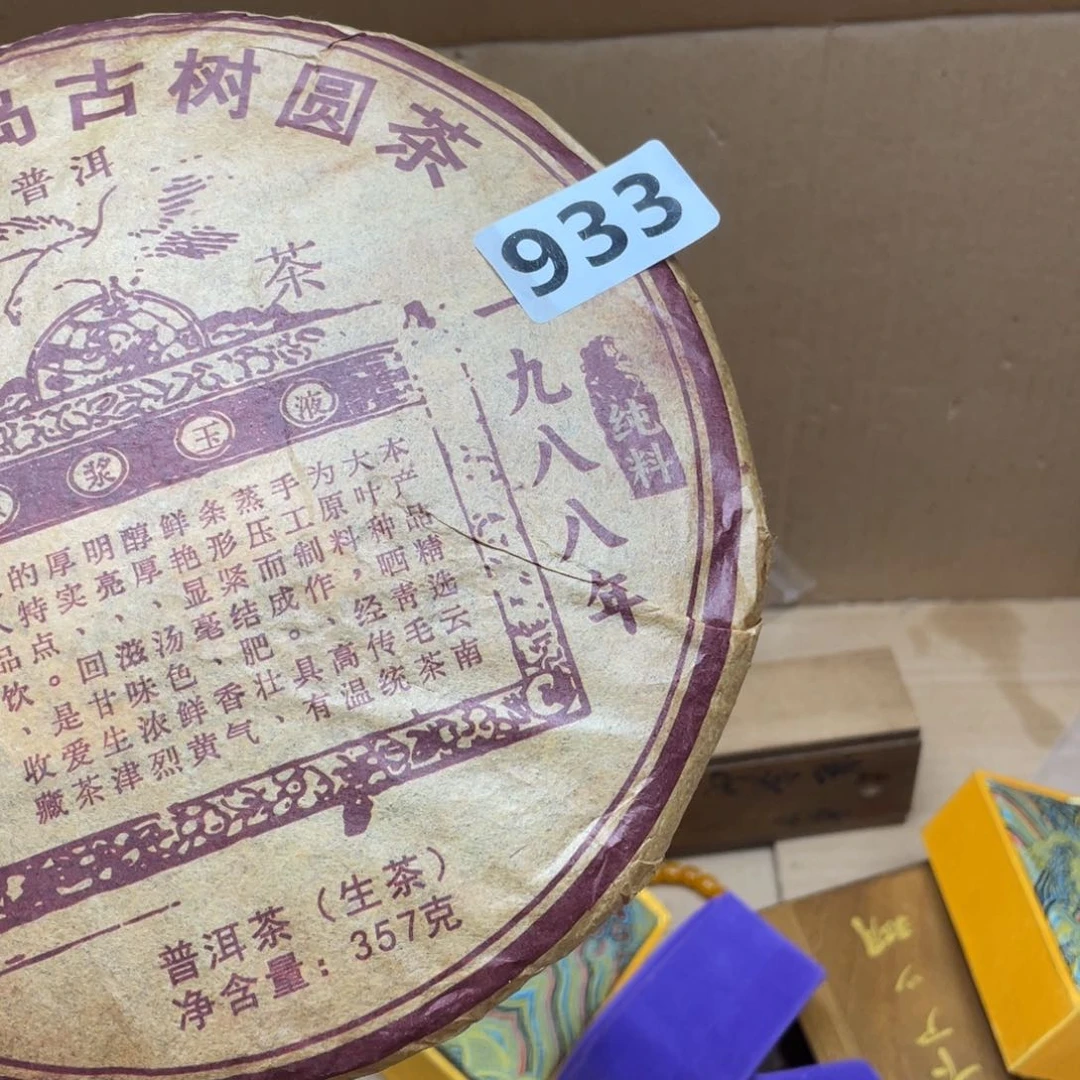 岛古树圆茶
普洱
茶
933
浆玉液
纯料
一九八八年
本产品精选云南
大叶种晒青毛茶
为原料，经传统
手工制作、高温
蒸压而成。具有
条形紧结、肥壮、
鲜艳显毫、香气
醇厚、汤色鲜黄
明亮、滋味浓烈
厚实、回甘生津
的特点。是爱茶
人品饮、收藏
普洱茶（生茶）
净含量：357克